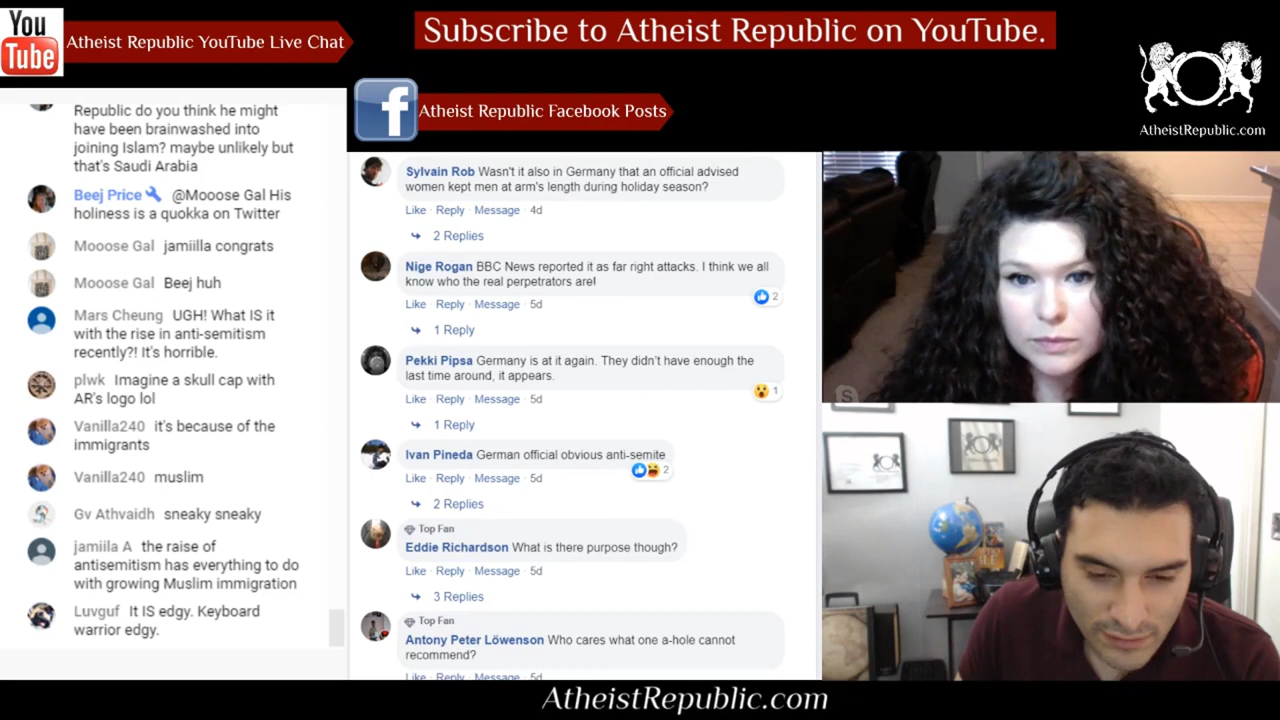 You
Tube
Atheist Republic YouTube Live Chat
Subscribe to Atheist Republic on YouTube.
AtheistRepublic.com
Atheist Republic Facebook Posts
Republic do you think he might
have been brainwashed into
joining Islam? maybe unlikely but
that's Saudi Arabia
Beej Price @Mooose Gal His
holiness is a quokka on Twitter
Mooose Gal jamiilla congrats
Mooose Gal Beej huh
Mars Cheung UGH! What IS it
with the rise in anti-semitism
recently?! It's horrible.
plwk Imagine a skull cap with
AR's logo lol
Vanilla240 it's because of the
immigrants
Vanilla240 muslim
Gv Athvaidh sneaky sneaky
jamiila A the raise of
antisemitism has everything to do
with growing Muslim immigration
Luvguf It IS edgy. Keyboard
warrior edgy.
Sylvain Rob Wasn't it also in Germany that an official advised
women kept men at arm's length during holiday season?
Like · Reply · Message · 4d
2 Replies
Nige Rogan BBC News reported it as far right attacks. I think we all
know who the real perpetrators are!
2
Like · Reply · Message · 5d
1 Reply
Pekki Pipsa Germany is at it again. They didn't have enough the
last time around, it appears.
1
Like · Reply · Message · 5d
1 Reply
Ivan Pineda German official obvious anti-semite
2
Like · Reply · Message · 5d
2 Replies
Top Fan
Eddie Richardson What is there purpose though?
Like · Reply · Message · 5d
3 Replies
Top Fan
Antony Peter Löwenson Who cares what one a-hole cannot
recommend?
Like · Reply · Message · 5d
AtheistRepublic.com